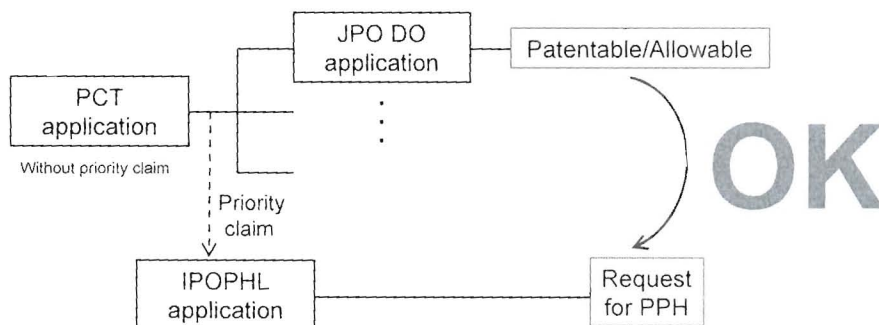 JPO DO
application
Patentable/Allowable
PCT
application
Without priority claim
OK
Priority
claim
IPOPHL
application
Request
for PPH